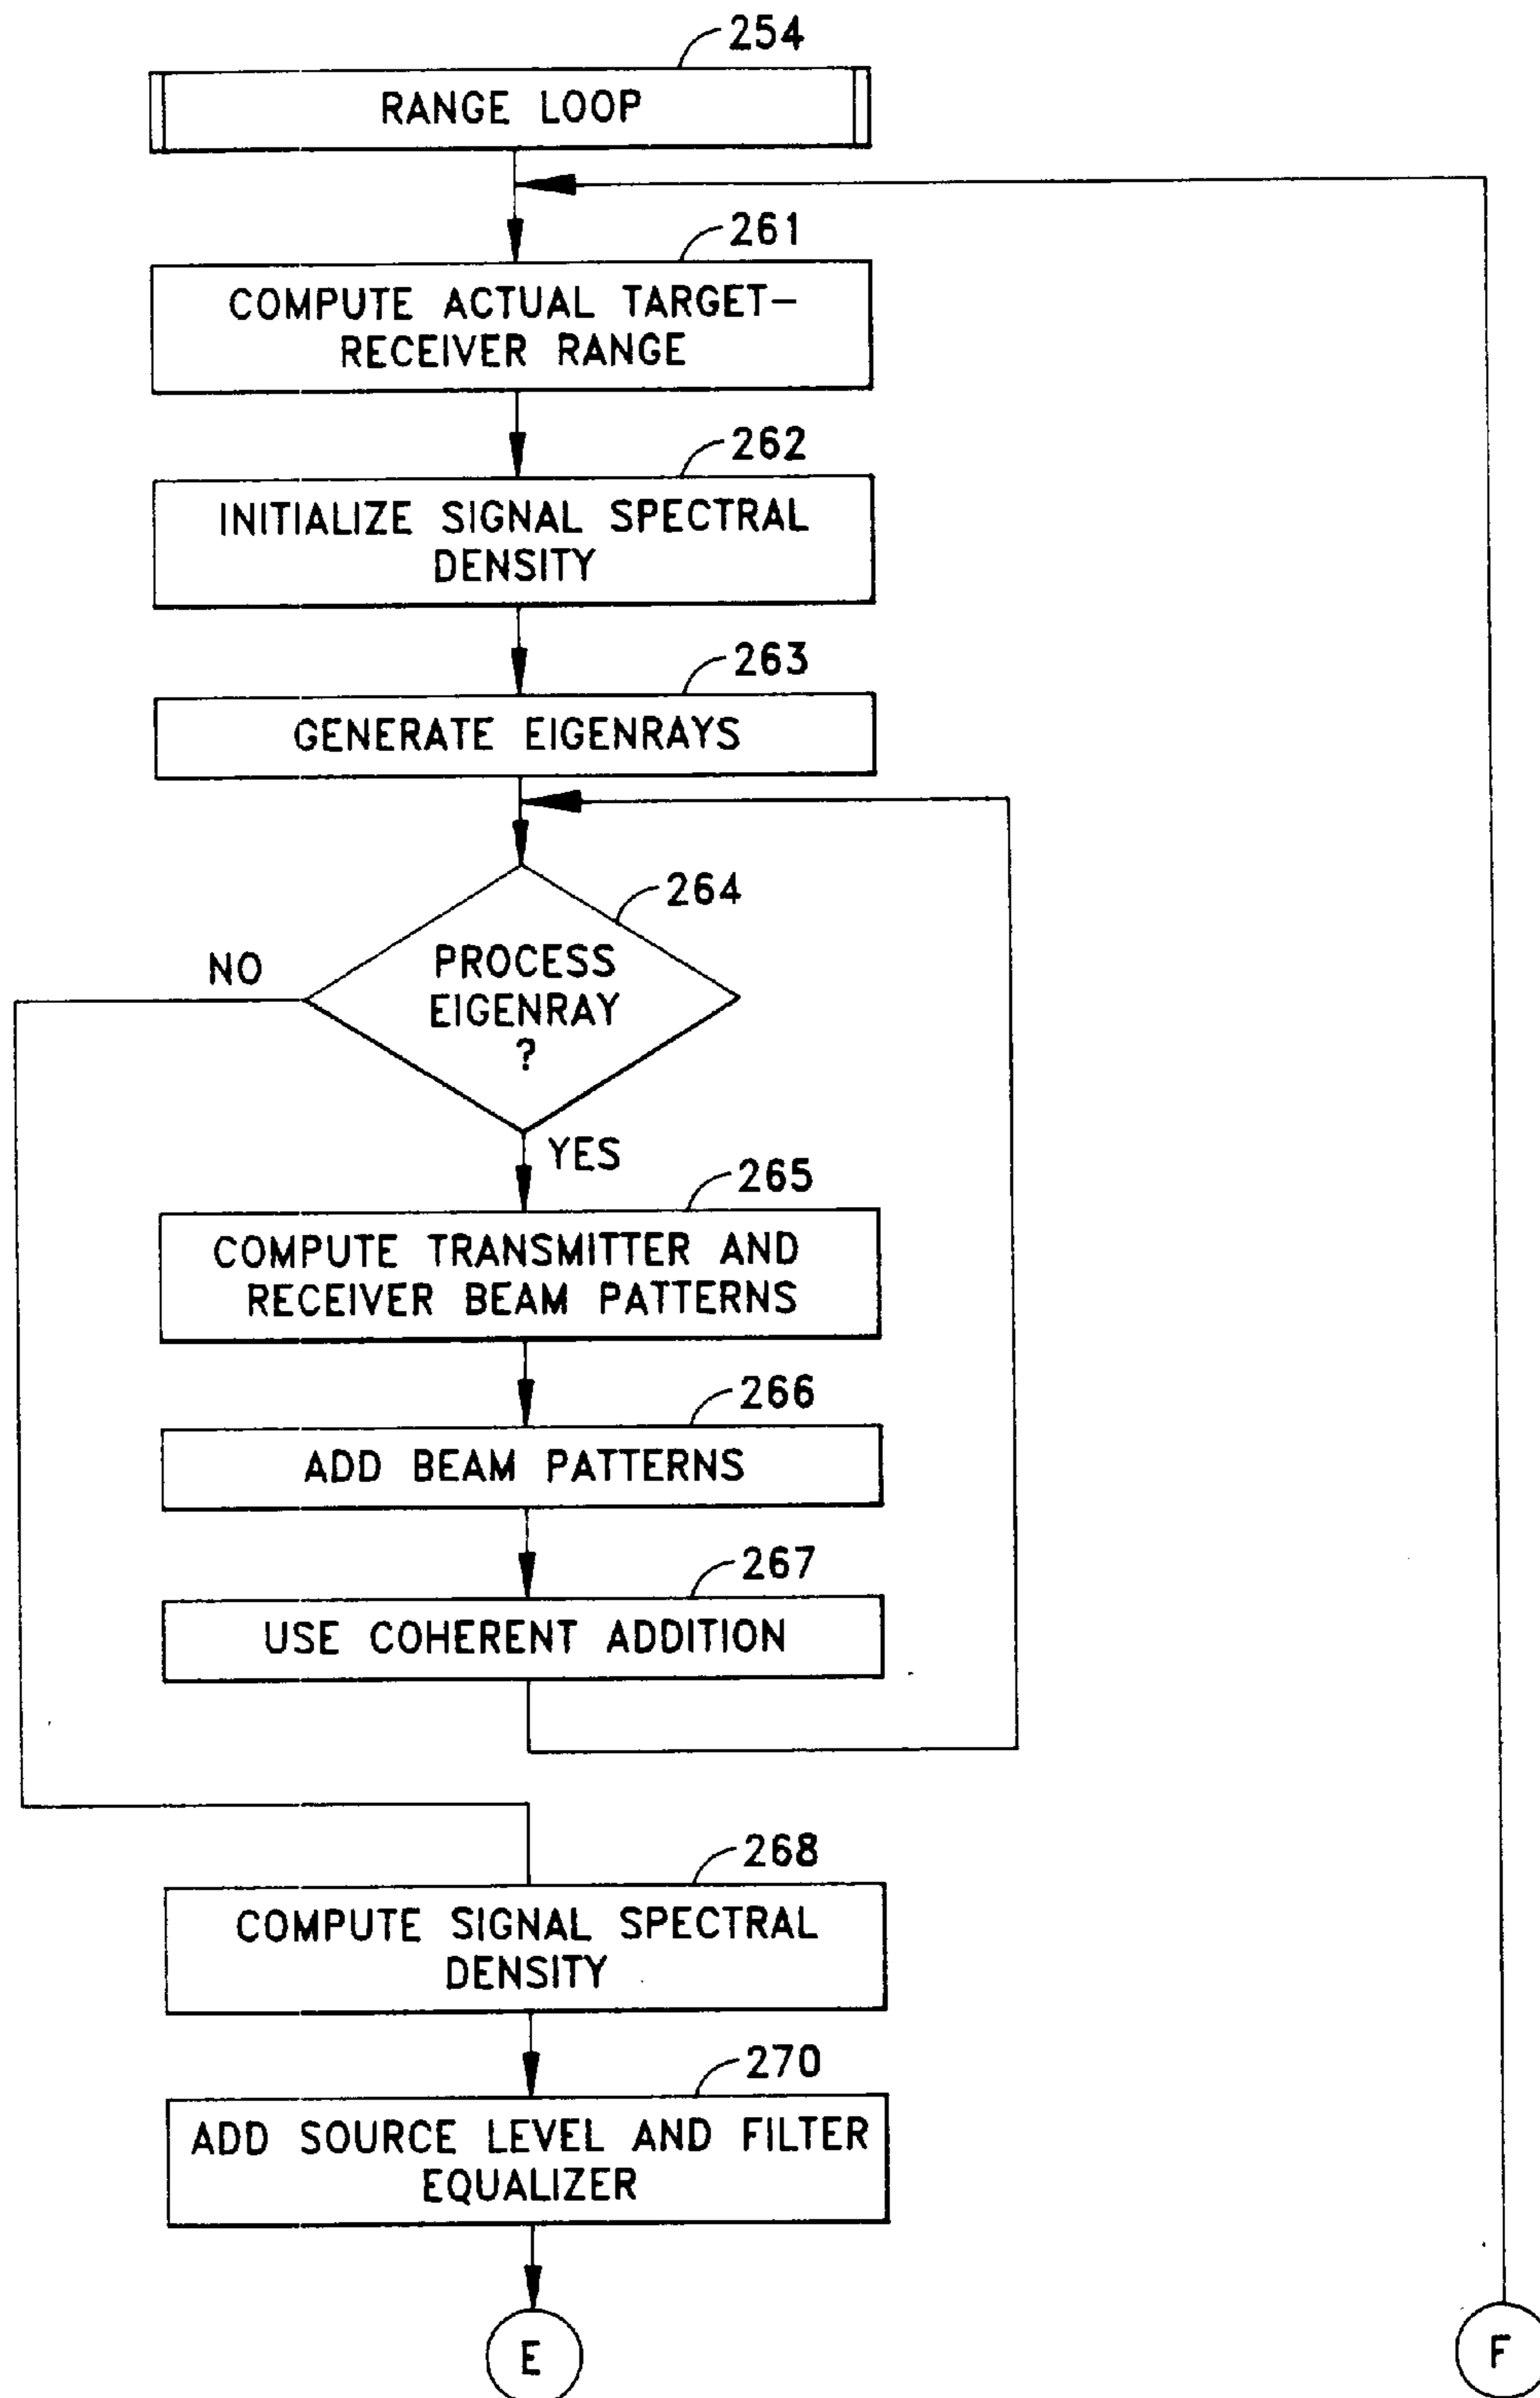 254
RANGE LOOP
261
COMPUTE ACTUAL TARGET-
RECEIVER RANGE
262
INITIALIZE SIGNAL SPECTRAL
DENSITY
263
GENERATE EIGENRAYS
264
PROCESS
EIGENRAY
?
NO
YES
265
COMPUTE TRANSMITTER AND
RECEIVER BEAM PATTERNS
266
ADD BEAM PATTERNS
267
USE COHERENT ADDITION
268
COMPUTE SIGNAL SPECTRAL
DENSITY
270
ADD SOURCE LEVEL AND FILTER
EQUALIZER
E
F